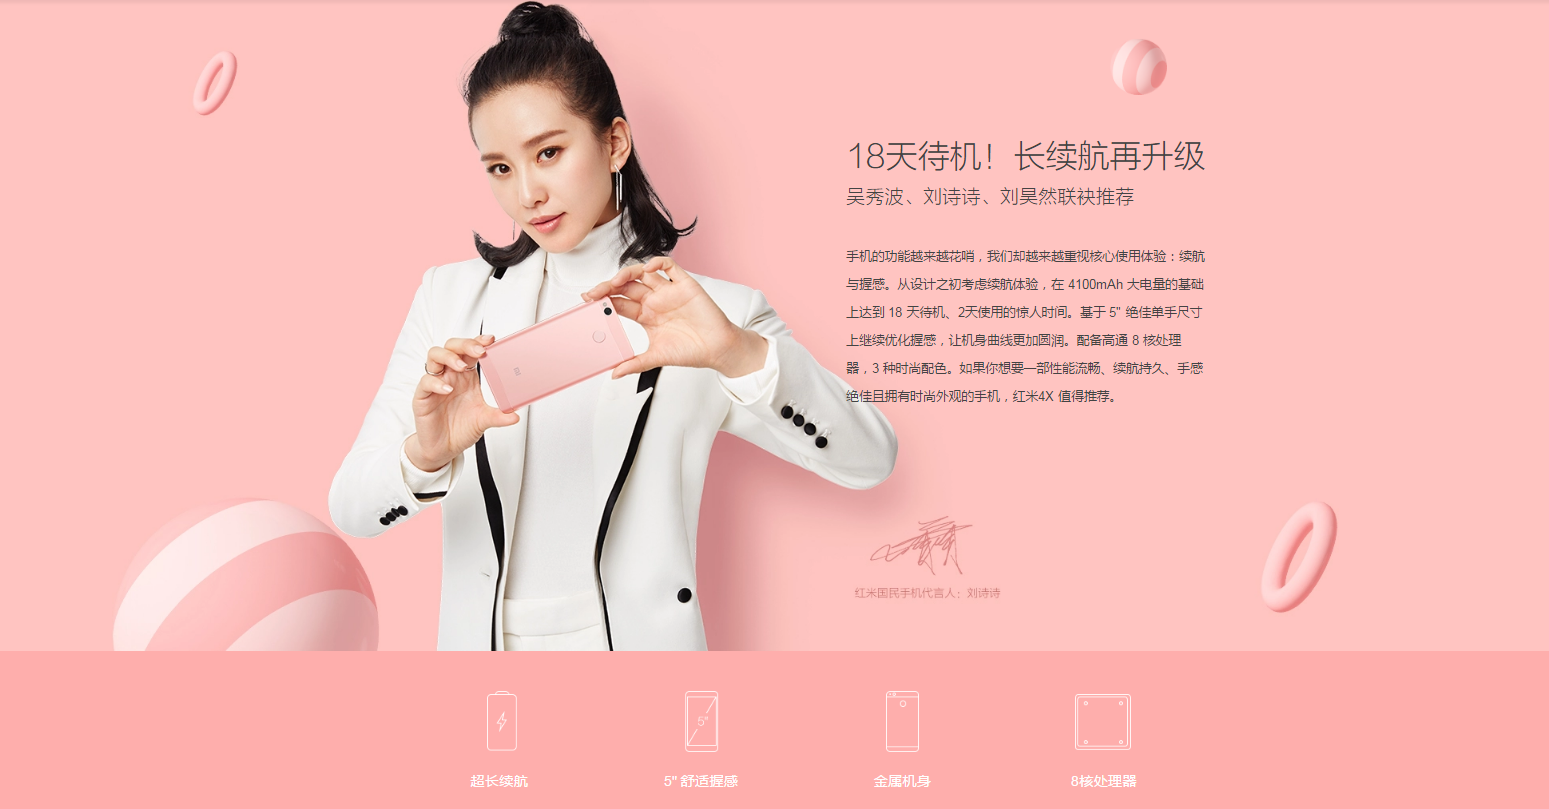 18天待机！长续航再升级
吴秀波、刘诗诗、刘昊然联袂推荐
手机的功能越来越花哨，我们却越来越重视核心使用体验：续航
与握感。从设计之初考虑续航体验，在 4100mAh 大电量的基础
上达到 18 天待机、2天使用的惊人时间。基于 5" 绝佳单手尺寸
上继续优化握感，让机身曲线更加圆润。配备高通 8 核处理
器，3 种时尚配色。如果你想要一部性能流畅、续航持久、手感
绝佳且拥有时尚外观的手机，红米4X 值得推荐。
mi
红米国民手机代言人：刘诗诗
5"
超长续航
5" 舒适握感
金属机身
8核处理器